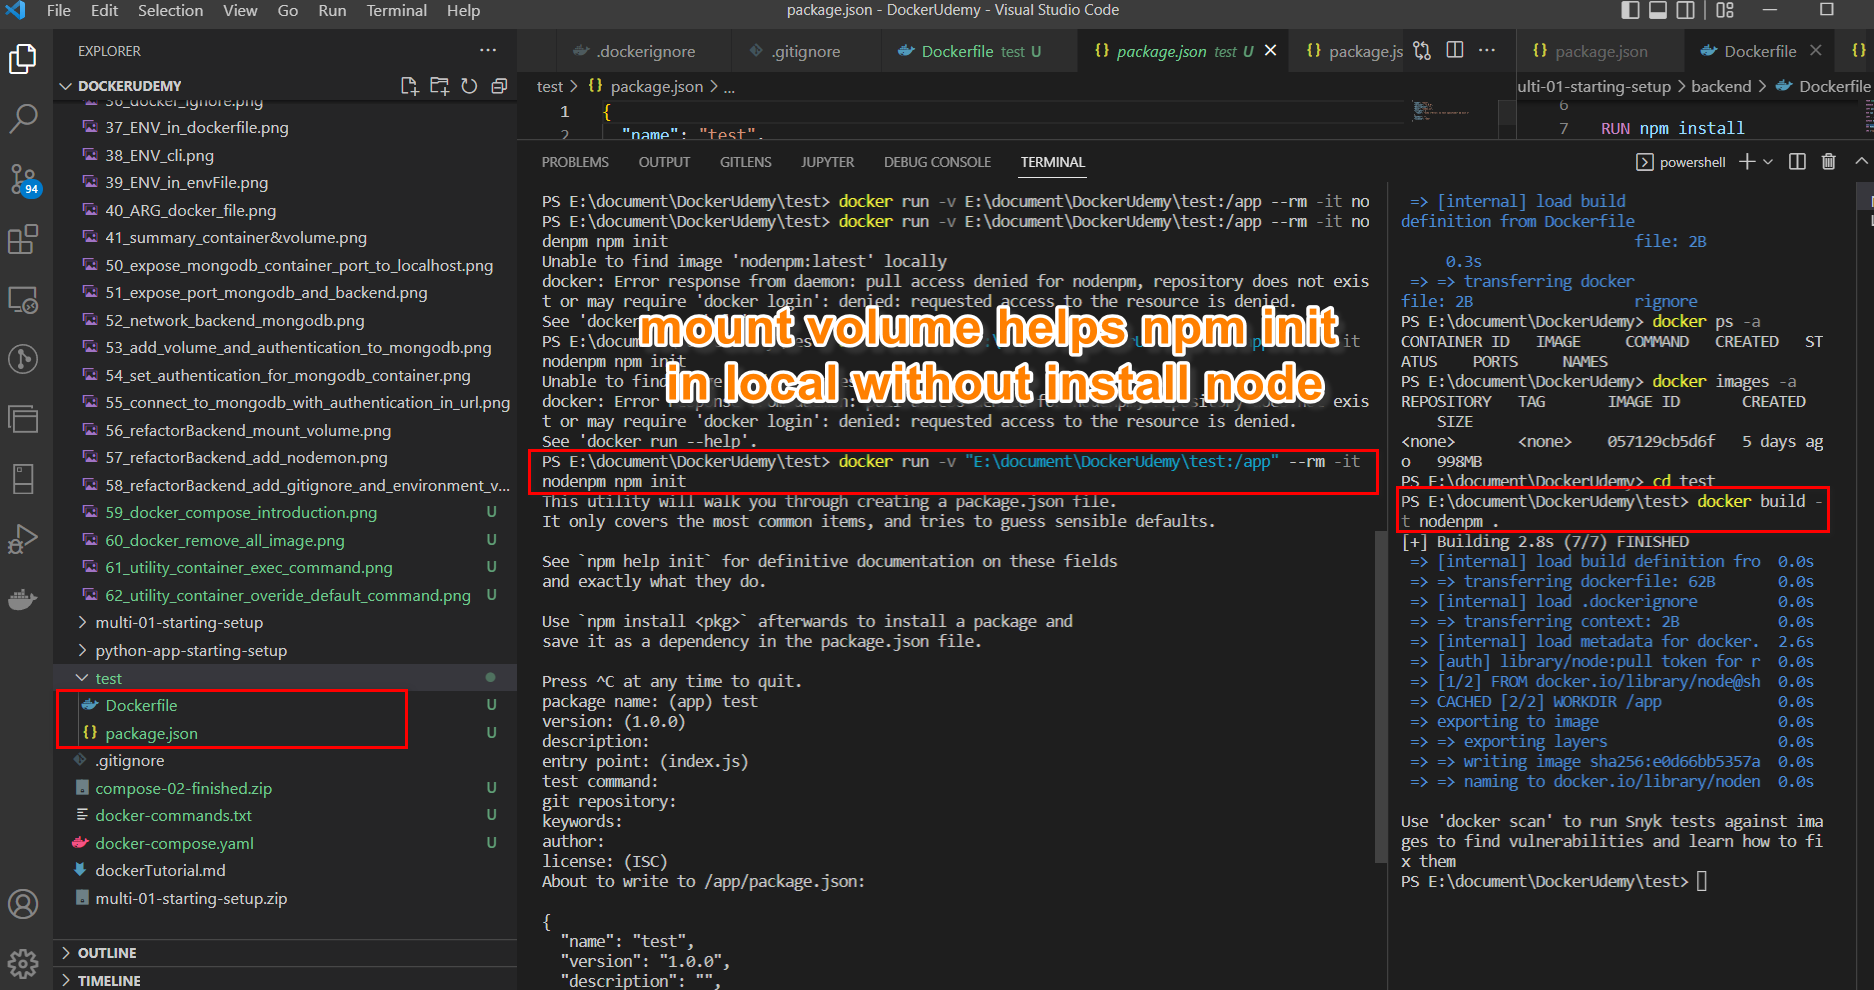 File Edit Selection View Go Run Terminal Help
package.json - DockerUdemy - Visual Studio Code
EXPLORER
DOCKERUDEMY
36_docker_ignore.png
37_ENV_in_dockerfile.png
38_ENV_cli.png
39_ENV_in_envFile.png
40_ARG_docker_file.png
41_summary_container&volume.png
50_expose_mongodb_container_port_to_localhost.png
51_expose_port_mongodb_and_backend.png
52_network_backend_mongodb.png
53_add_volume_and_authentication_to_mongodb.png
54_set_authentication_for_mongodb_container.png
55_connect_to_mongodb_with_authentication_in_url.png
56_refactorBackend_mount_volume.png
57_refactorBackend_add_nodemon.png
58_refactorBackend_add_gitignore_and_environment_v...
59_docker_compose_introduction.png U
60_docker_remove_all_image.png U
61_utility_container_exec_command.png U
62_utility_container_overide_default_command.png U
multi-01-starting-setup
python-app-starting-setup
test
Dockerfile U
package.json U
.gitignore
compose-02-finished.zip U
docker-commands.txt U
docker-compose.yaml U
dockerTutorial.md
multi-01-starting-setup.zip
OUTLINE
TIMELINE
94
.dockerignore .gitignore Dockerfile test U {} package.json test U {} package.js
test > {} package.json > ...
1 {
2 "name": "test",
{} package.json Dockerfile {}
ulti-01-starting-setup > backend > Dockerfile
6
7 RUN npm install
PROBLEMS OUTPUT GITLENS JUPYTER DEBUG CONSOLE TERMINAL
powershell
PS E:\document\DockerUdemy\test> docker run -v E:\document\DockerUdemy\test:/app --rm -it no
PS E:\document\DockerUdemy\test> docker run -v E:\document\DockerUdemy\test:/app --rm -it no
denpm npm init
Unable to find image 'nodenpm:latest' locally
docker: Error response from daemon: pull access denied for nodenpm, repository does not exis
t or may require 'docker login': denied: requested access to the resource is denied.
See 'docke
PS E:\docum it
nodenpm npm init
Unable to find
docker: Error exis
t or may require 'docker login': denied: requested access to the resource is denied.
See 'docker run --help'.
PS E:\document\DockerUdemy\test> docker run -v "E:\document\DockerUdemy\test:/app" --rm -it
nodenpm npm init
This utility will walk you through creating a package.json file.
It only covers the most common items, and tries to guess sensible defaults.
See `npm help init` for definitive documentation on these fields
and exactly what they do.
Use `npm install <pkg>` afterwards to install a package and
save it as a dependency in the package.json file.
Press ^C at any time to quit.
package name: (app) test
version: (1.0.0)
description:
entry point: (index.js)
test command:
git repository:
keywords:
author:
license: (ISC)
About to write to /app/package.json:
{
"name": "test",
"version": "1.0.0",
"description": "",
mount volume helps npm init
in local without install node
=> [internal] load build
definition from Dockerfile
file: 2B
0.3s
=> => transferring docker
file: 2B rignore
PS E:\document\DockerUdemy> docker ps -a
CONTAINER ID IMAGE COMMAND CREATED ST
ATUS PORTS NAMES
PS E:\document\DockerUdemy> docker images -a
REPOSITORY TAG IMAGE ID CREATED
SIZE
<none> <none> 057129cb5d6f 5 days ag
o 998MB
PS E:\document\DockerUdemy> cd test
PS E:\document\DockerUdemy\test> docker build -
t nodenpm .
[+] Building 2.8s (7/7) FINISHED
=> [internal] load build definition fro 0.0s
=> => transferring dockerfile: 62B 0.0s
=> [internal] load .dockerignore 0.0s
=> => transferring context: 2B 0.0s
=> [internal] load metadata for docker. 2.6s
=> [auth] library/node:pull token for r 0.0s
=> [1/2] FROM docker.io/library/node@sh 0.0s
=> CACHED [2/2] WORKDIR /app 0.0s
=> exporting to image 0.0s
=> => exporting layers 0.0s
=> => writing image sha256:e0d66bb5357a 0.0s
=> => naming to docker.io/library/noden 0.0s
Use 'docker scan' to run Snyk tests against ima
ges to find vulnerabilities and learn how to fi
x them
PS E:\document\DockerUdemy\test>